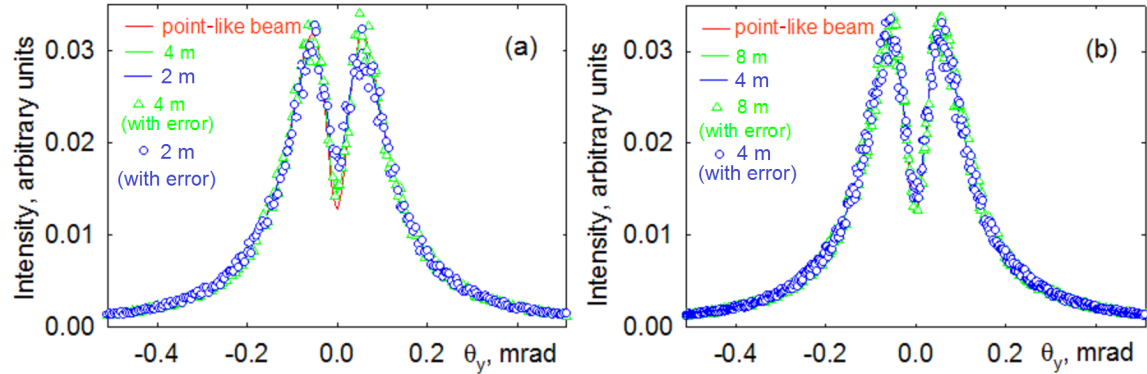 (a)
point-like beam
4 m
2 m
4 m
(with error)
2 m
(with error)
Intensity, arbitrary units
0.03
0.02
0.01
0.00
-0.4
-0.2
0.0
0.2
θy, mrad
(b)
point-like beam
8 m
4 m
8 m
(with error)
4 m
(with error)
Intensity, arbitrary units
0.03
0.02
0.01
0.00
-0.4
-0.2
0.0
0.2
θy, mrad